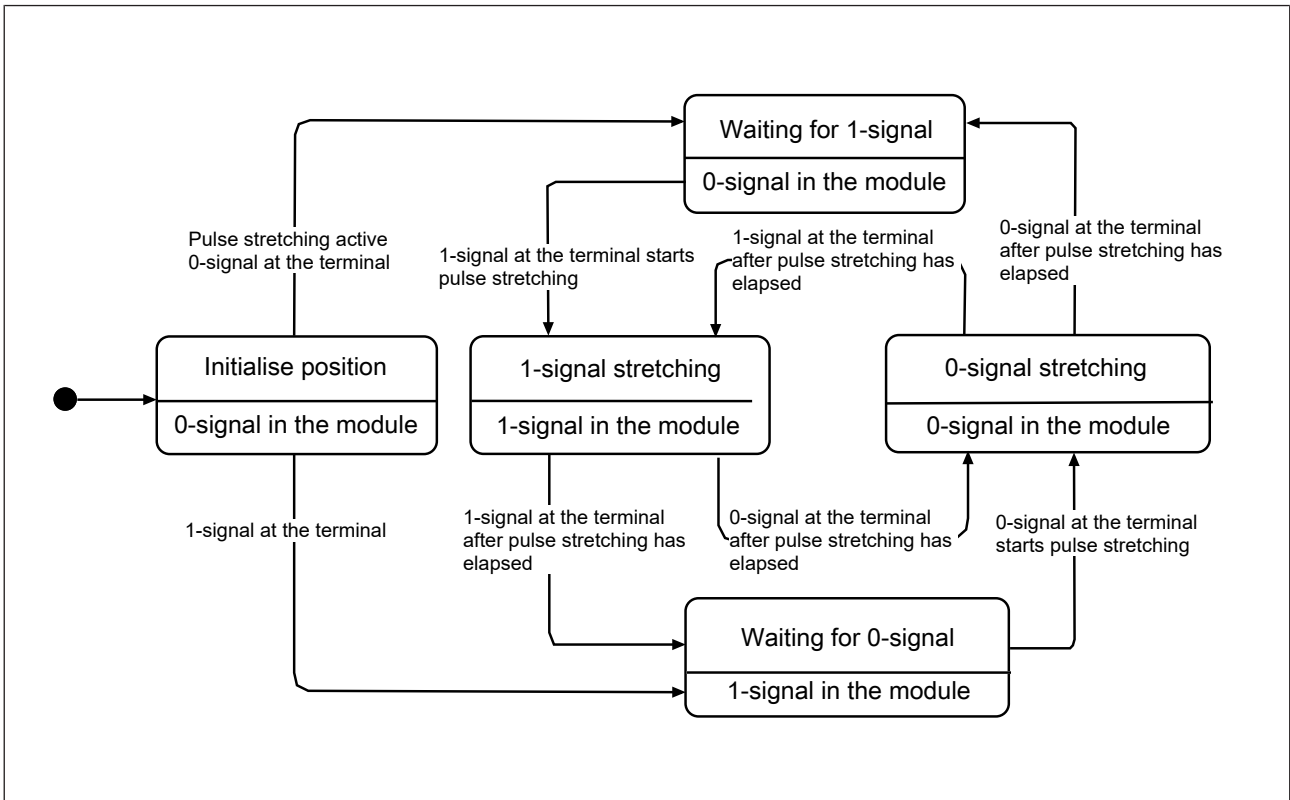 Waiting for 1-signal
0-signal in the module
Pulse stretching active
0-signal at the terminal
1-signal at the terminal starts
pulse stretching
1-signal at the terminal
after pulse stretching has
elapsed
0-signal at the terminal
after pulse stretching has
elapsed
Initialise position
0-signal in the module
1-signal stretching
1-signal in the module
0-signal stretching
0-signal in the module
1-signal at the terminal
1-signal at the terminal
after pulse stretching has
elapsed
0-signal at the terminal
after pulse stretching has
elapsed
0-signal at the terminal
starts pulse stretching
Waiting for 0-signal
1-signal in the module